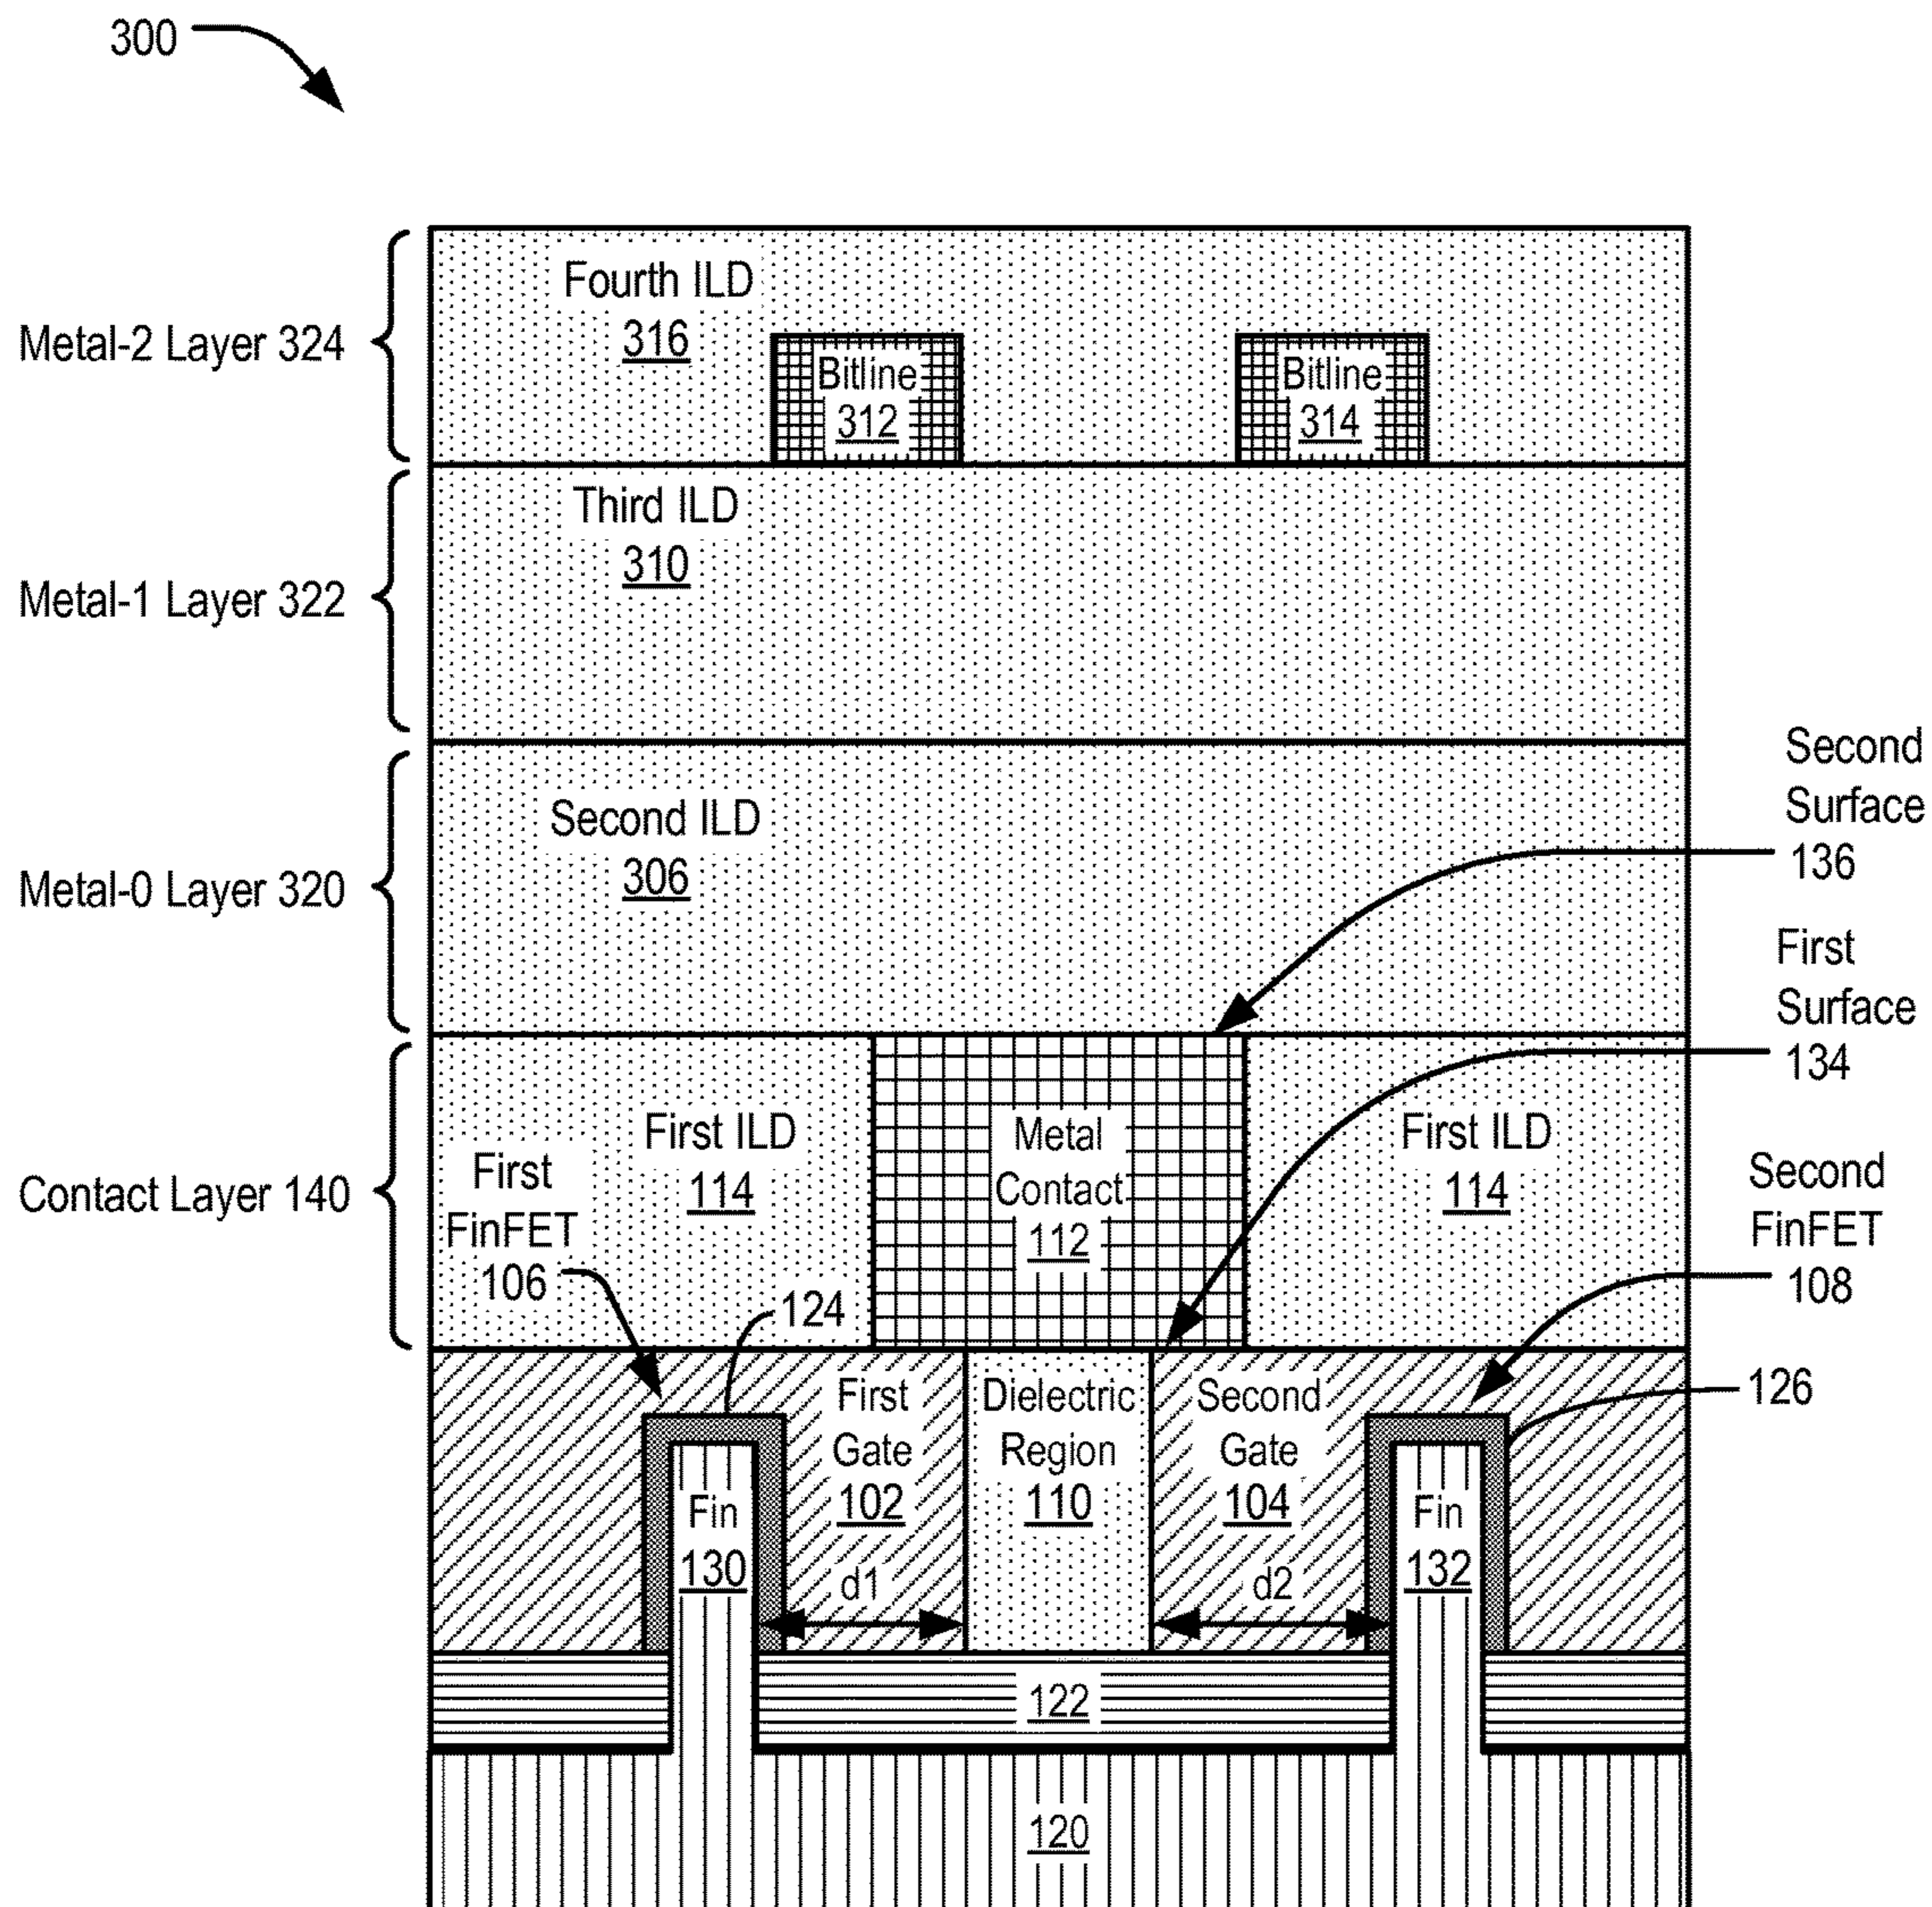 300
Metal-2 Layer 324
Fourth ILD
316
Bitline
312
Bitline
314
Metal-1 Layer 322
Third ILD
310
Metal-0 Layer 320
Second ILD
306
Second
Surface
136
First
Surface
134
Contact Layer 140
First
FinFET
106
First ILD
114
Metal
Contact
112
First ILD
114
Second
FinFET
108
124
126
First
Gate
102
Dielectric
Region
110
Second
Gate
104
Fin
130
Fin
132
d1
d2
122
120